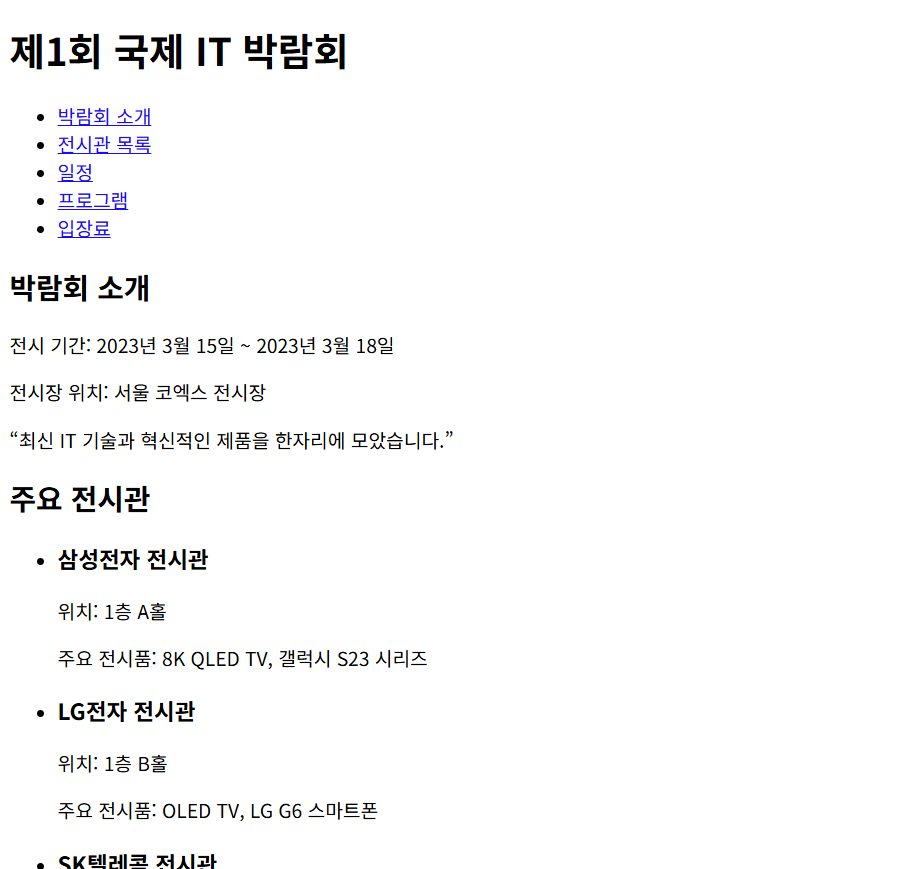 제1회 국제 IT 박람회
박람회 소개
전시관 목록
일정
프로그램
입장료
박람회 소개
전시 기간: 2023년 3월 15일 ~ 2023년 3월 18일
전시장 위치: 서울 코엑스 전시장
“최신 IT 기술과 혁신적인 제품을 한자리에 모았습니다.”
주요 전시관
삼성전자 전시관
위치: 1층 A홀
주요 전시품: 8K QLED TV, 갤럭시 S23 시리즈
LG전자 전시관
위치: 1층 B홀
주요 전시품: OLED TV, LG G6 스마트폰
SK텔레콤 전시관